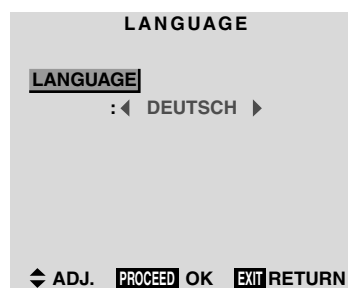 LANGUAGE
LANGUAGE
: ◀ DEUTSCH ▶
ADJ. PROCEED OK EXIT RETURN